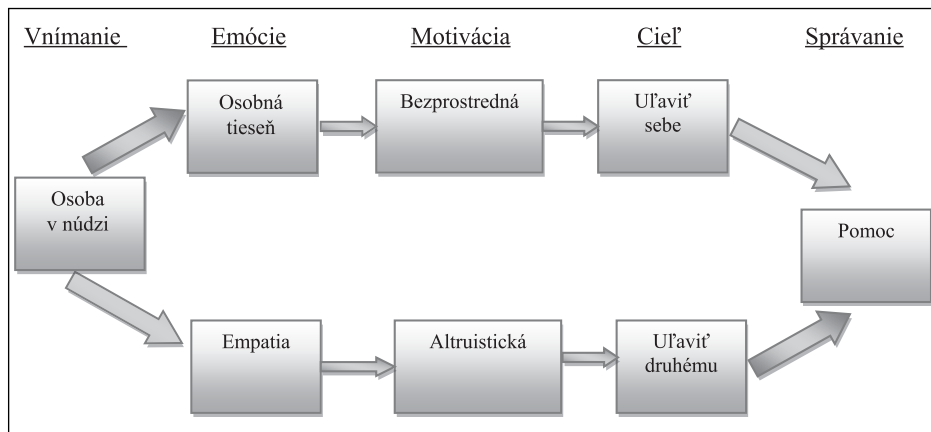 Vnímanie
Emócie
Motivácia
Cieľ
Správanie
Osobná
tieseň
Bezprostredná
Uľaviť
sebe
Osoba
v núdzi
Pomoc
Empatia
Altruistická
Uľaviť
druhému